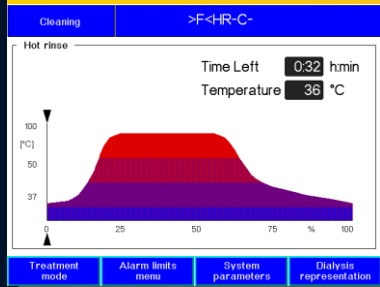 Cleaning
>F<HR-C-
Hot rinse
Time Left 0:32 h:min
Temperature 36 °C
100
[°C]
50
37
0 25 50 75 % 100
Treatment mode
Alarm limits menu
System parameters
Dialysis representation